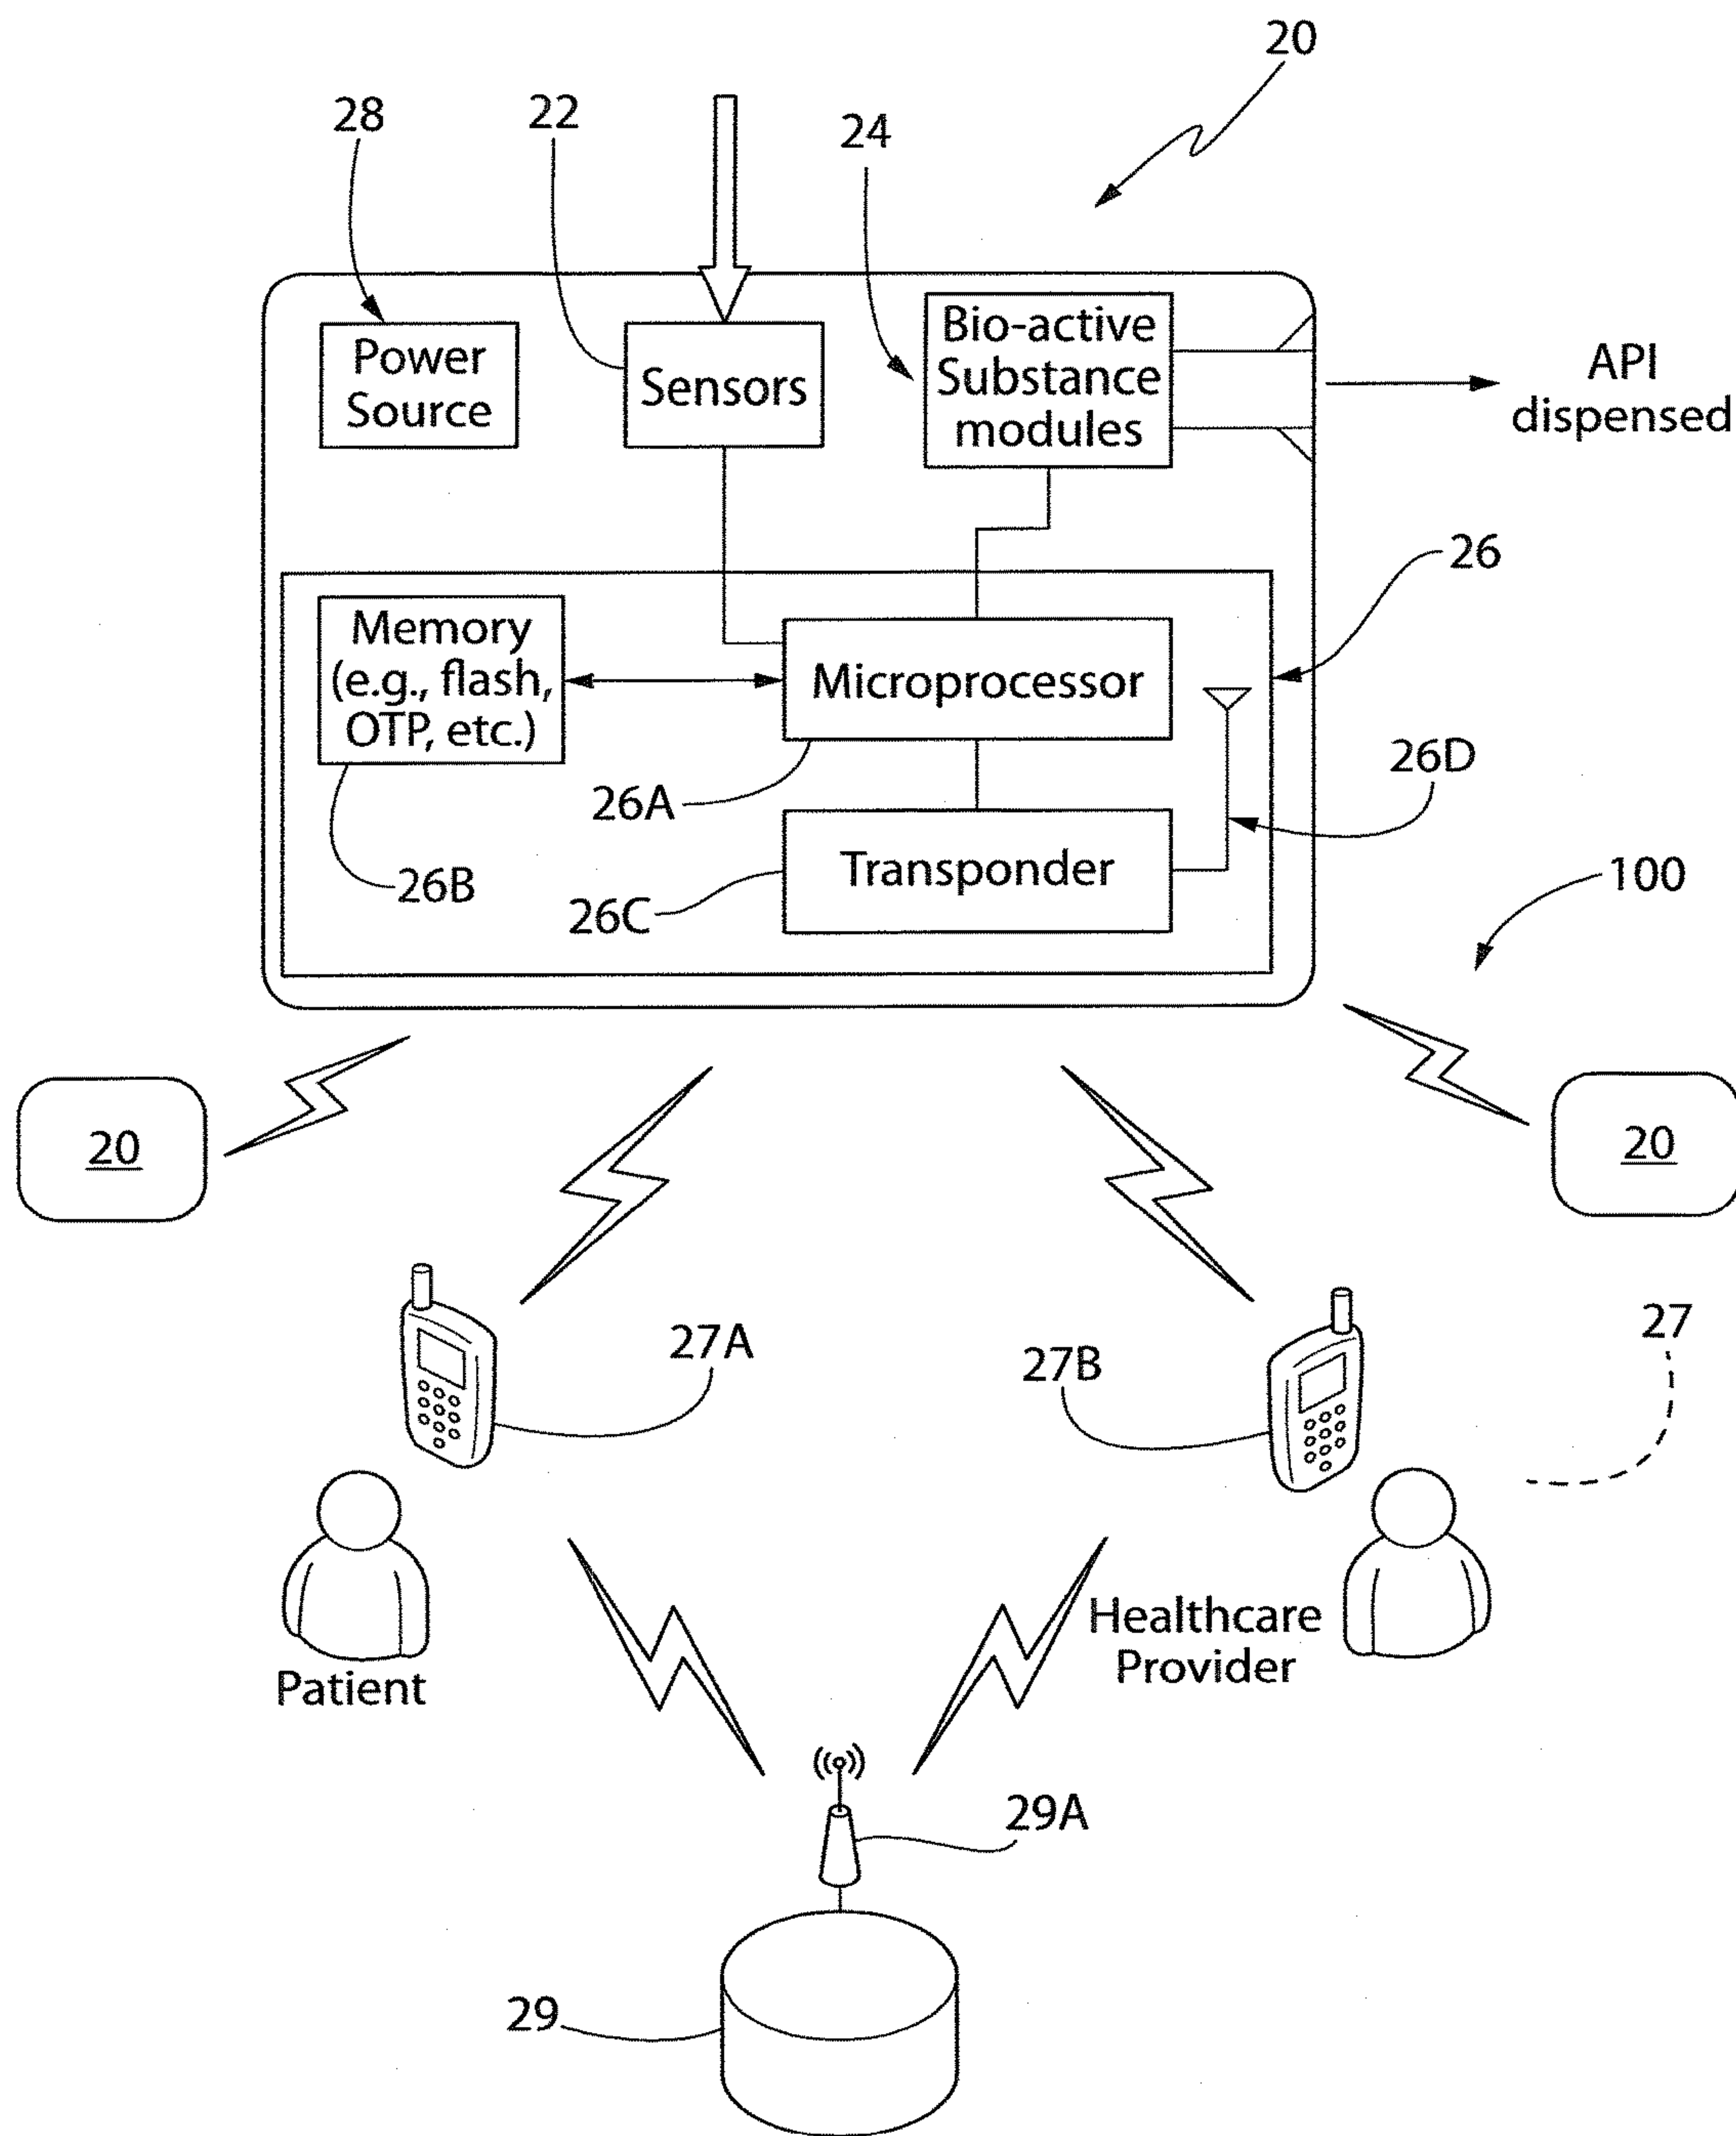 20
28
22
24
Power
Source
Sensors
Bio-active
Substance
modules
API
dispensed
26
Memory
(e.g., flash,
OTP, etc.)
Microprocessor
26D
26A
Transponder
26B
26C
100
20
20
27A
27B
27
Healthcare
Provider
Patient
29A
29